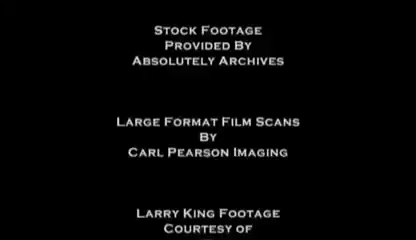 Stock Footage
Provided By
Absolutely Archives
Large Format Film Scans
By
Carl Pearson Imaging
Larry King Footage
Courtesy of